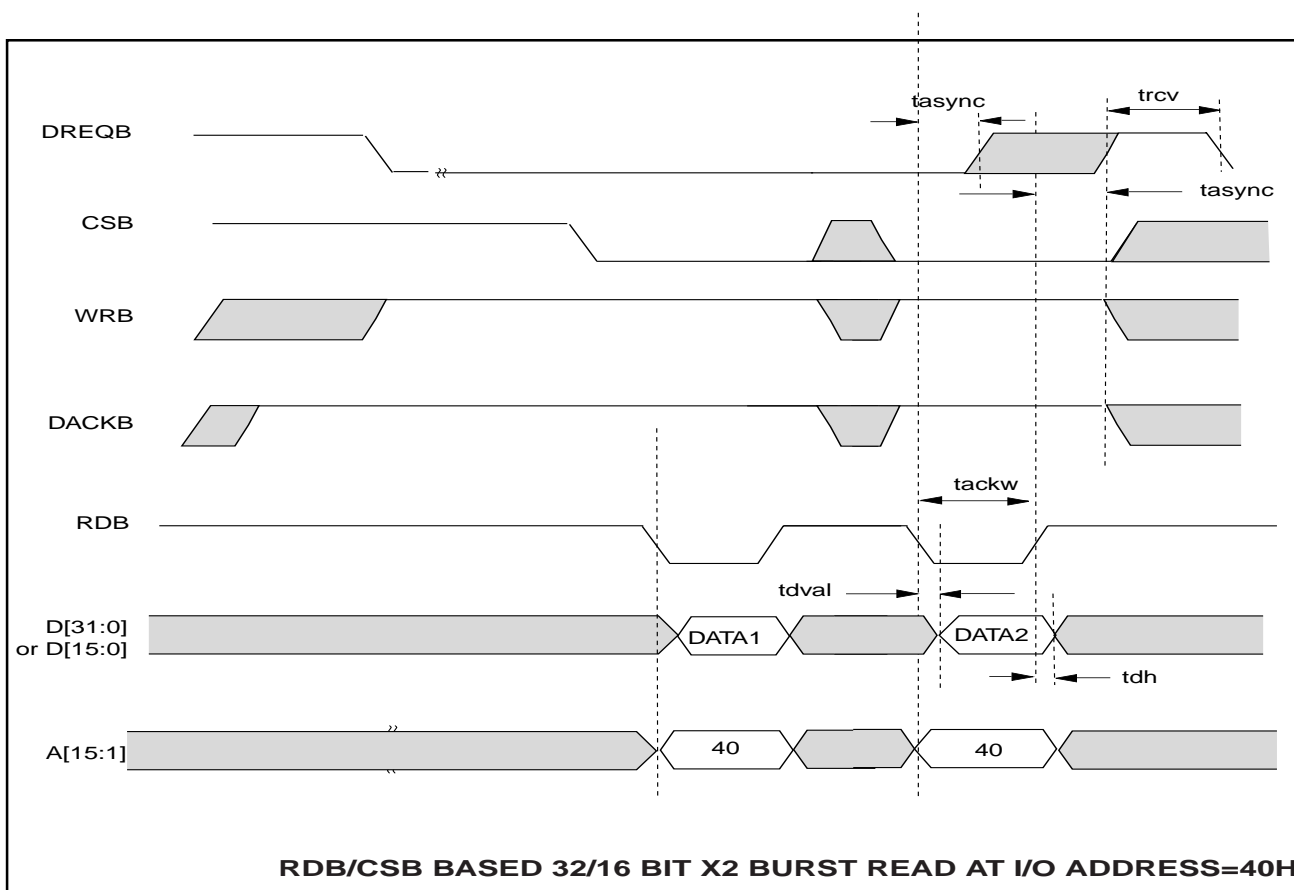 tasync
trcv
DREQB
tasync
CSB
WRB
DACKB
tackw
RDB
tdval
D[31:0]
or D[15:0]
DATA1
DATA2
tdh
A[15:1]
40
40
RDB/CSB BASED 32/16 BIT X2 BURST READ AT I/O ADDRESS=40H